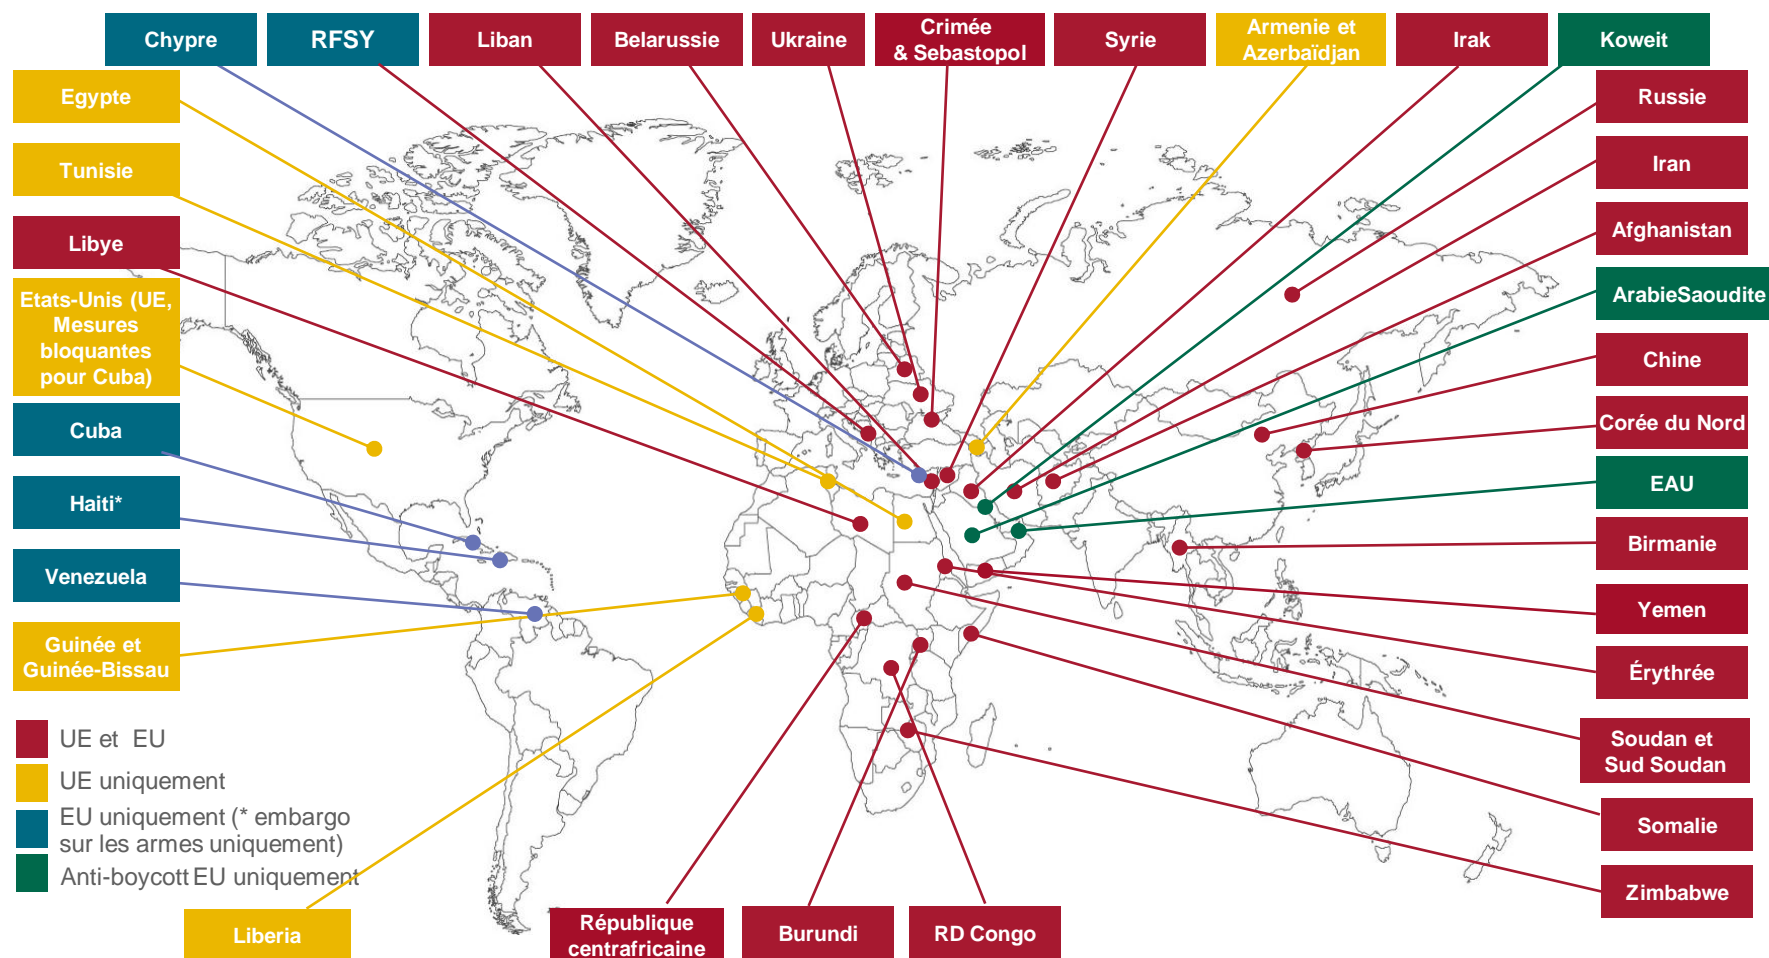 Chypre
RFSY
Liban
Belarussie
Ukraine
Crimée
& Sebastopol
Syrie
Armenie et
Azerbaïdjan
Irak
Koweit
Egypte
Tunisie
Libye
Etats-Unis (UE,
Mesures
bloquantes
pour Cuba)
Cuba
Haiti*
Venezuela
Guinée et
Guinée-Bissau
Russie
Iran
Afghanistan
ArabieSaoudite
Chine
Corée du Nord
EAU
Birmanie
Yemen
Érythrée
Soudan et
Sud Soudan
Somalie
Zimbabwe
UE et EU
UE uniquement
EU uniquement (* embargo
sur les armes uniquement)
Anti-boycott EU uniquement
Liberia
République
centrafricaine
Burundi
RD Congo